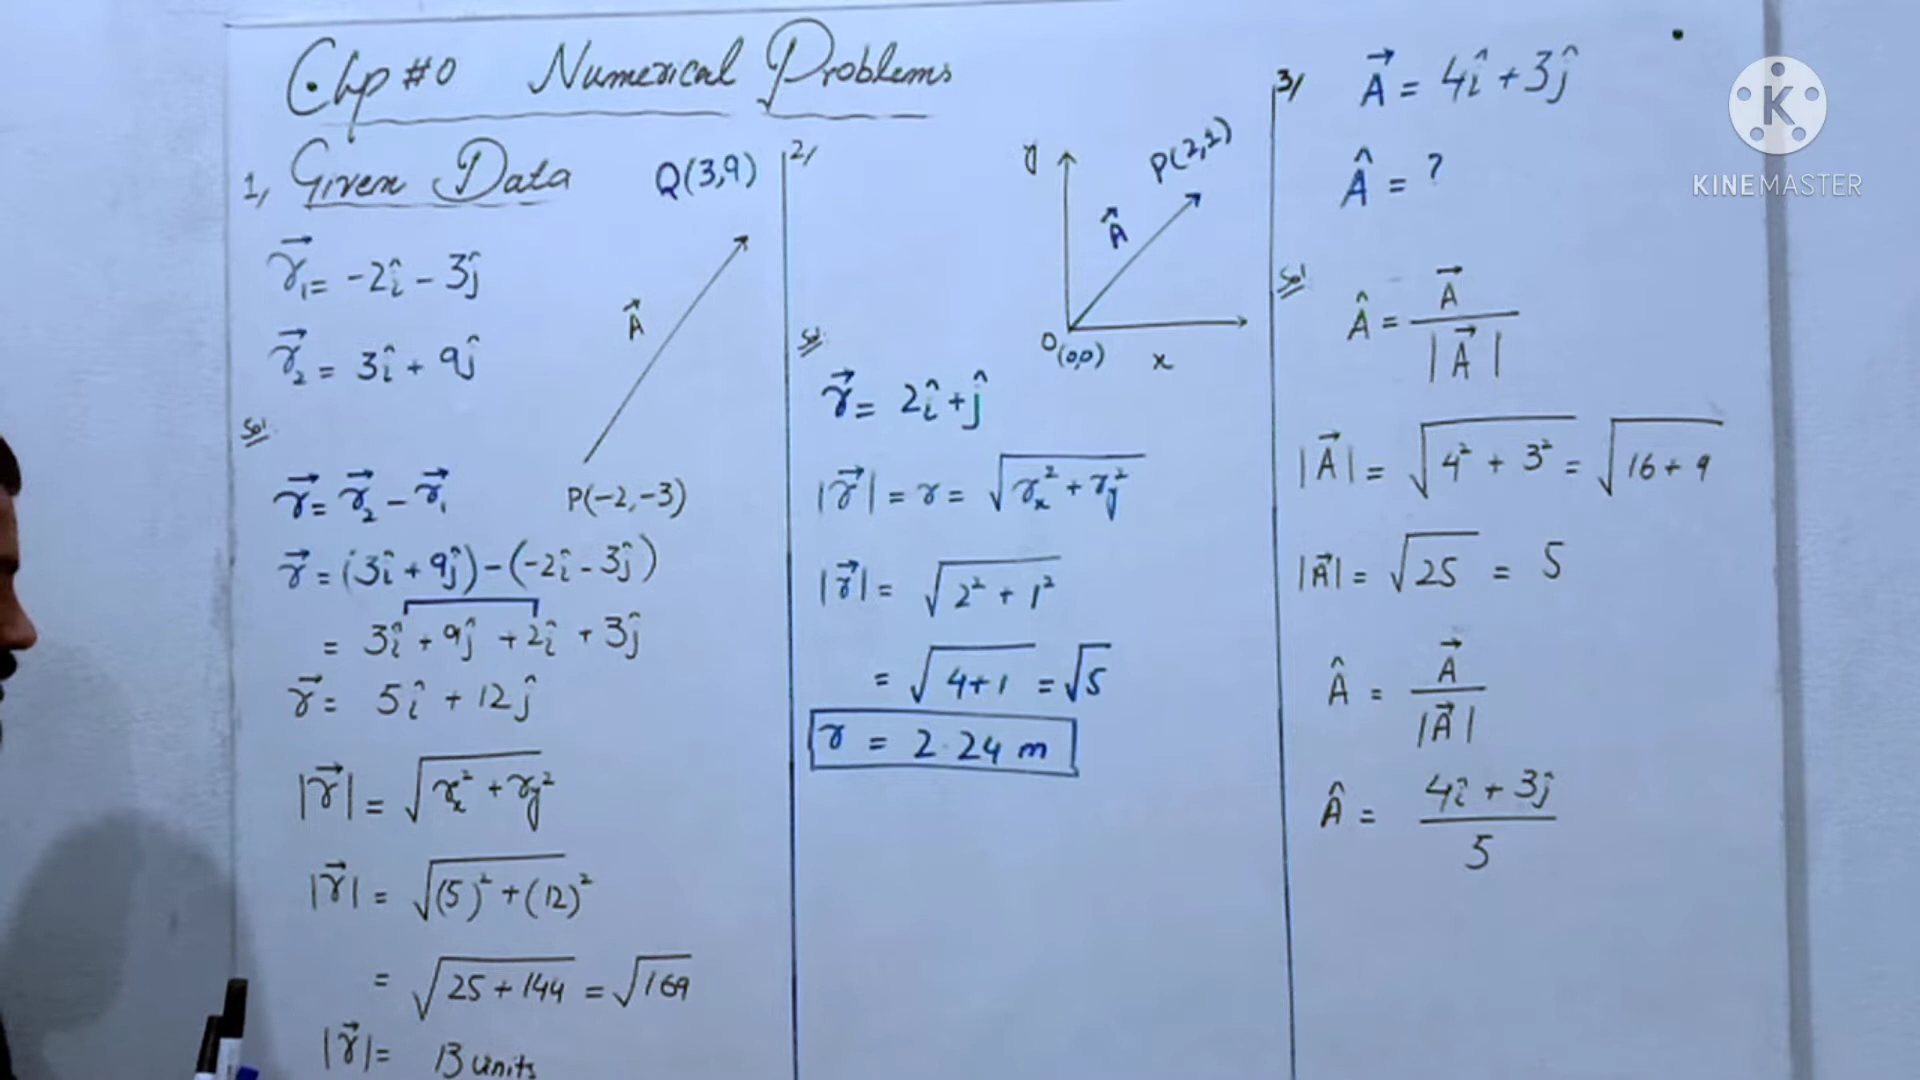 Chp #0 Numerical Problems
1, Given Data
Q(3,9)
r⃗₁ = -2î - 3ĵ
A⃗
r⃗₂ = 3î + 9ĵ
Sol
P(-2,-3)
r⃗ = r⃗₂ - r⃗₁
r⃗ = (3î + 9ĵ) - (-2î - 3ĵ)
= 3î + 9ĵ + 2î + 3ĵ
r⃗ = 5î + 12ĵ
|r⃗| = √(rₓ² + r_y²)
|r⃗| = √((5)² + (12)²)
= √(25 + 144) = √169
|r⃗| = 13 units
2/
y
P(2,1)
A⃗
O(0,0)
x
Sol
r⃗ = 2î + ĵ
|r⃗| = r = √(rₓ² + r_y²)
|r⃗| = √(2² + 1²)
= √(4+1) = √5
r = 2.24 m
3/ A⃗ = 4î + 3ĵ
Â = ?
Sol
Â = A⃗ / |A⃗|
|A⃗| = √(4² + 3²) = √(16 + 9)
|A⃗| = √25 = 5
Â = A⃗ / |A⃗|
Â = (4î + 3ĵ) / 5
K
KINEMASTER